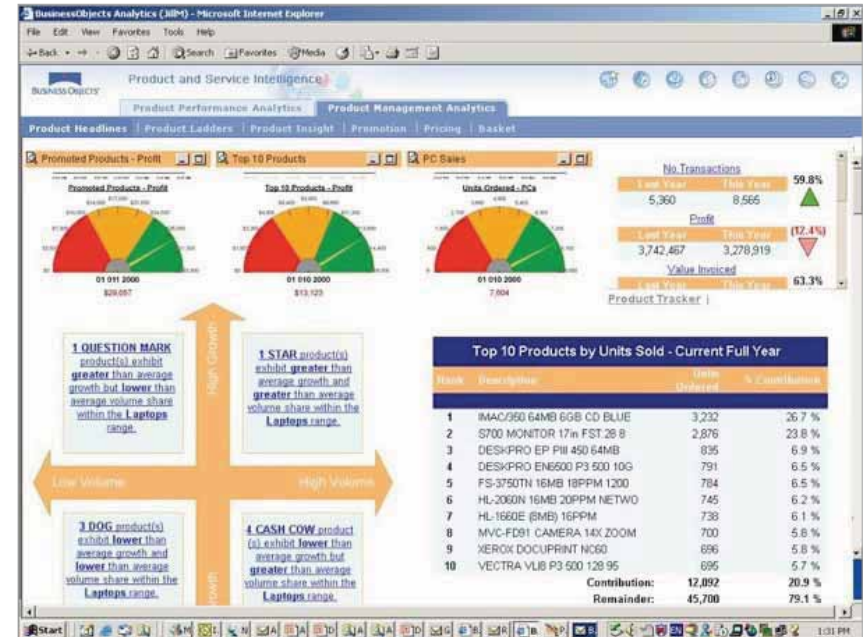 BusinessObjects Analytics (JillM) - Microsoft Internet Explorer
File Edit View Favorites Tools Help
Back Search Favorites Media
BUSINESS OBJECTS
Product and Service Intelligence
Product Performance Analytics Product Management Analytics
Product Headlines | Product Ladders | Product Insight | Promotion | Pricing | Basket
Promoted Products - Profit Top 10 Products PC Sales
Promoted Products - Profit
01 011 2000
$29,057
Top 10 Products - Profit
01 010 2000
$13,123
Units Ordered - PCs
01 010 2000
7,604
No.Transactions
Last Year This Year 59.8%
5,360 8,565
Profit
Last Year This Year (12.4%)
3,742,467 3,278,919
Value Invoiced
Last Year This Year 63.3%
Product Tracker |
High Growth
1 QUESTION MARK
product(s) exhibit
greater than average
growth but lower than
average volume share
within the Laptops
range.
1 STAR product(s)
exhibit greater than
average growth and
greater than average
volume share within the
Laptops range.
Low Volume High Volume
3 DOG product(s)
exhibit lower than
average growth and
lower than average
volume share within the
Laptops range.
4 CASH COW product
(s) exhibit lower than
average growth but
greater than average
volume share within the
Laptops range.
Growth
Top 10 Products by Units Sold - Current Full Year
Rank Description Units Ordered % Contribution
1 IMAC/350 64MB 6GB CD BLUE 3,232 26.7 %
2 S700 MONITOR 17in FST.28 8 2,876 23.8 %
3 DESKPRO EP PIII 450 64MB 835 6.9 %
4 DESKPRO EN6500 P3 500 10G 791 6.5 %
5 FS-3750TN 16MB 18PPM 1200 784 6.5 %
6 HL-2060N 16MB 20PPM NETWO 745 6.2 %
7 HL-1660E (8MB) 16PPM 738 6.1 %
8 MVC-FD91 CAMERA 14X ZOOM 700 5.8 %
9 XEROX DOCUPRINT NC60 696 5.8 %
10 VECTRA VLI8 P3 500 128 95 695 5.7 %
Contribution: 12,092 20.9 %
Remainder: 45,700 79.1 %
Start 1:31 PM